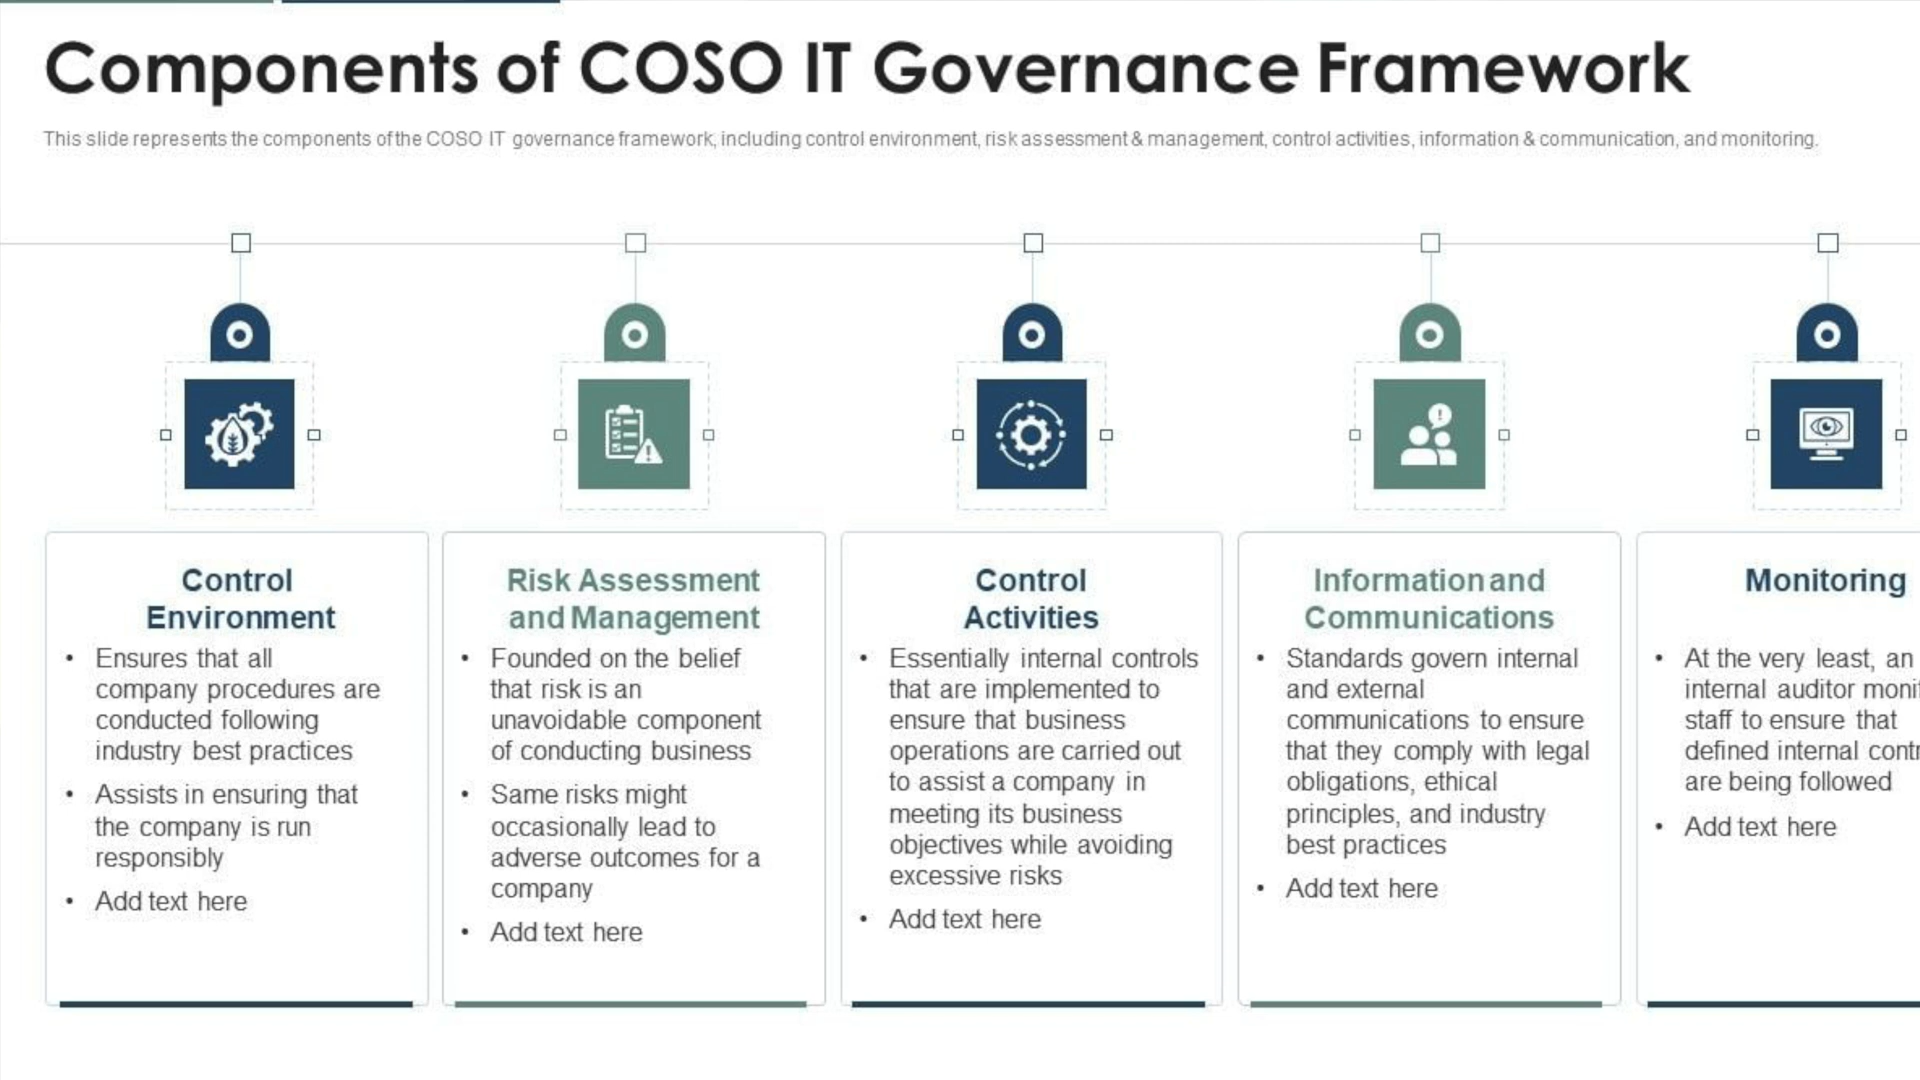 Components of COSO IT Governance Framework
This slide represents the components of the COSO IT governance framework, including control environment, risk assessment & management, control activities, information & communication, and monitoring.
Control
Environment
• Ensures that all
company procedures are
conducted following
industry best practices
• Assists in ensuring that
the company is run
responsibly
• Add text here
Risk Assessment
and Management
• Founded on the belief
that risk is an
unavoidable component
of conducting business
• Same risks might
occasionally lead to
adverse outcomes for a
company
• Add text here
Control
Activities
• Essentially internal controls
that are implemented to
ensure that business
operations are carried out
to assist a company in
meeting its business
objectives while avoiding
excessive risks
• Add text here
Information and
Communications
• Standards govern internal
and external
communications to ensure
that they comply with legal
obligations, ethical
principles, and industry
best practices
• Add text here
Monitoring
• At the very least, an
internal auditor
staff to ensure that
defined internal
are being followed
• Add text here